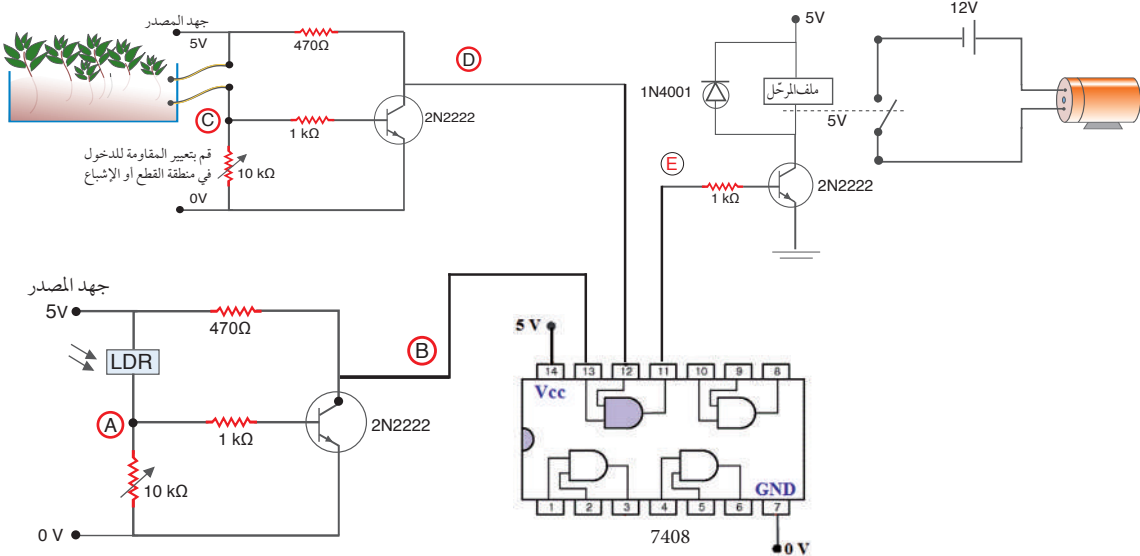 جهد المصدر
5V
470Ω
D
C
1 kΩ
2N2222
قم بتعيير المقاومة للدخول
في منطقة القطع أو الإشباع
10 kΩ
0V
5V
12V
1N4001
ملف المرحّل
5V
E
1 kΩ
2N2222
جهد المصدر
5V
470Ω
B
LDR
A
1 kΩ
2N2222
10 kΩ
0 V
5 V
14 13 12 11 10 9 8
Vcc
GND
1 2 3 4 5 6 7
7408
0 V